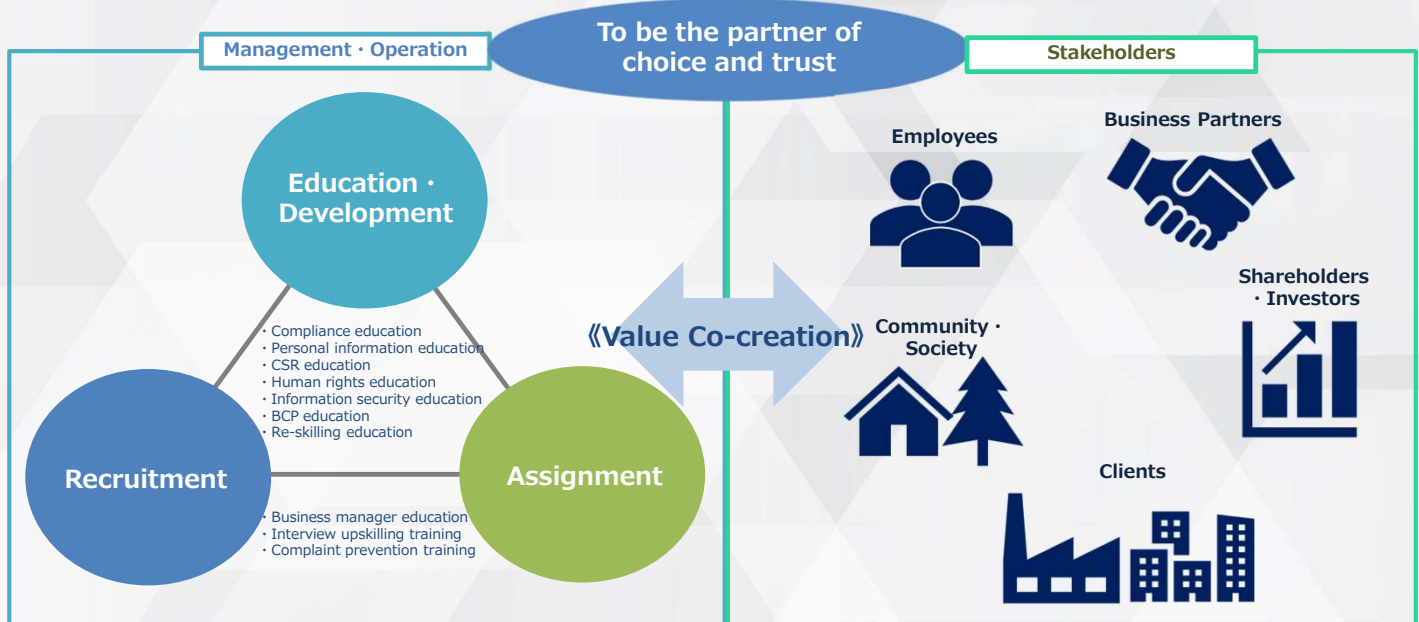 To be the partner of
choice and trust
Management・Operation
Education・
Development
・Compliance education
・Personal information education
・CSR education
・Human rights education
・Information security education
・BCP education
・Re-skilling education
Recruitment
Assignment
・Business manager education
・Interview upskilling training
・Complaint prevention training
《Value Co-creation》
Stakeholders
Employees
Business Partners
Shareholders
・Investors
Community・
Society
Clients